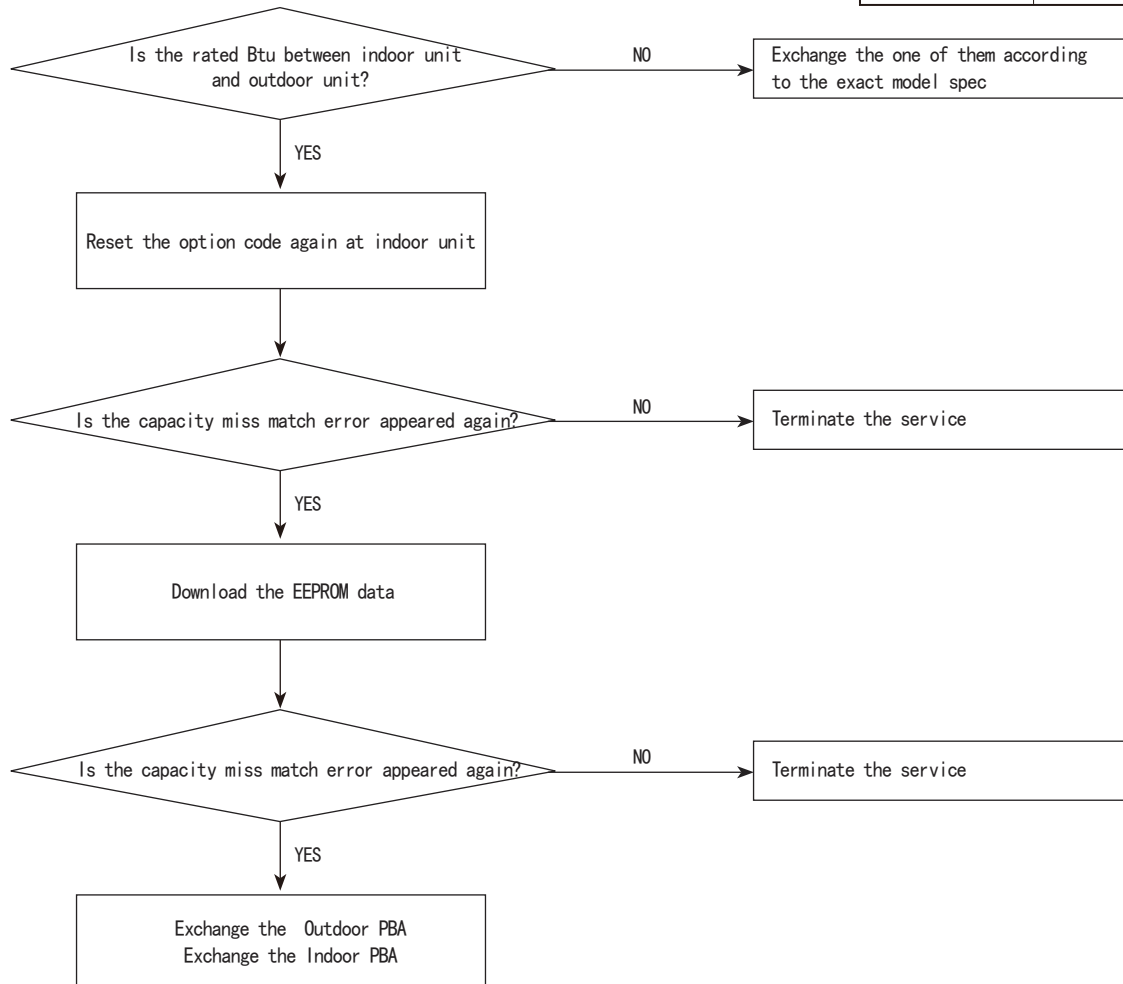 Is the rated Btu between indoor unit
and outdoor unit?
NO
Exchange the one of them according
to the exact model spec
YES
Reset the option code again at indoor unit
Is the capacity miss match error appeared again?
NO
Terminate the service
YES
Download the EEPROM data
Is the capacity miss match error appeared again?
NO
Terminate the service
YES
Exchange the  Outdoor PBA
Exchange the Indoor PBA